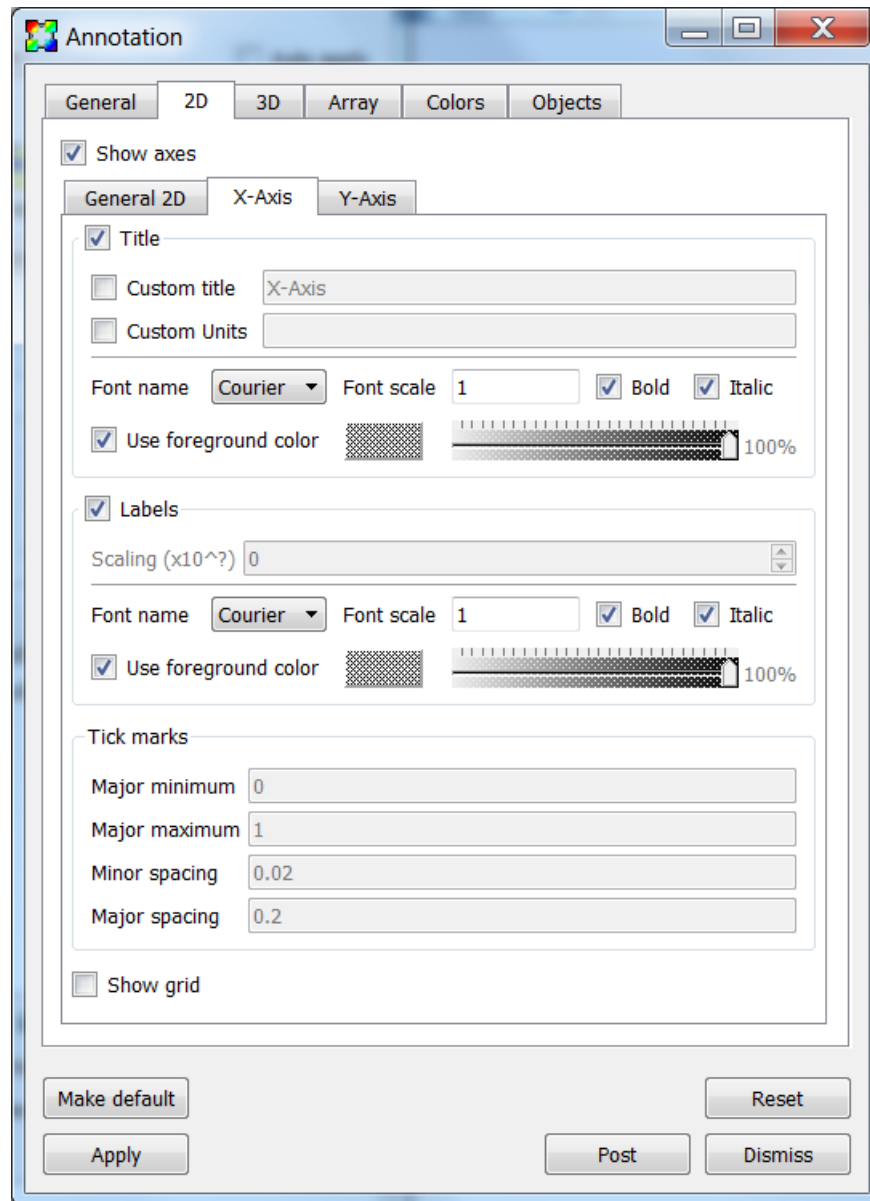 Annotation
General 2D 3D Array Colors Objects
Show axes
General 2D X-Axis Y-Axis
Title
Custom title X-Axis
Custom Units
Font name Courier Font scale 1 Bold Italic
Use foreground color 100%
Labels
Scaling (x10^?) 0
Font name Courier Font scale 1 Bold Italic
Use foreground color 100%
Tick marks
Major minimum 0
Major maximum 1
Minor spacing 0.02
Major spacing 0.2
Show grid
Make default Reset
Apply Post Dismiss